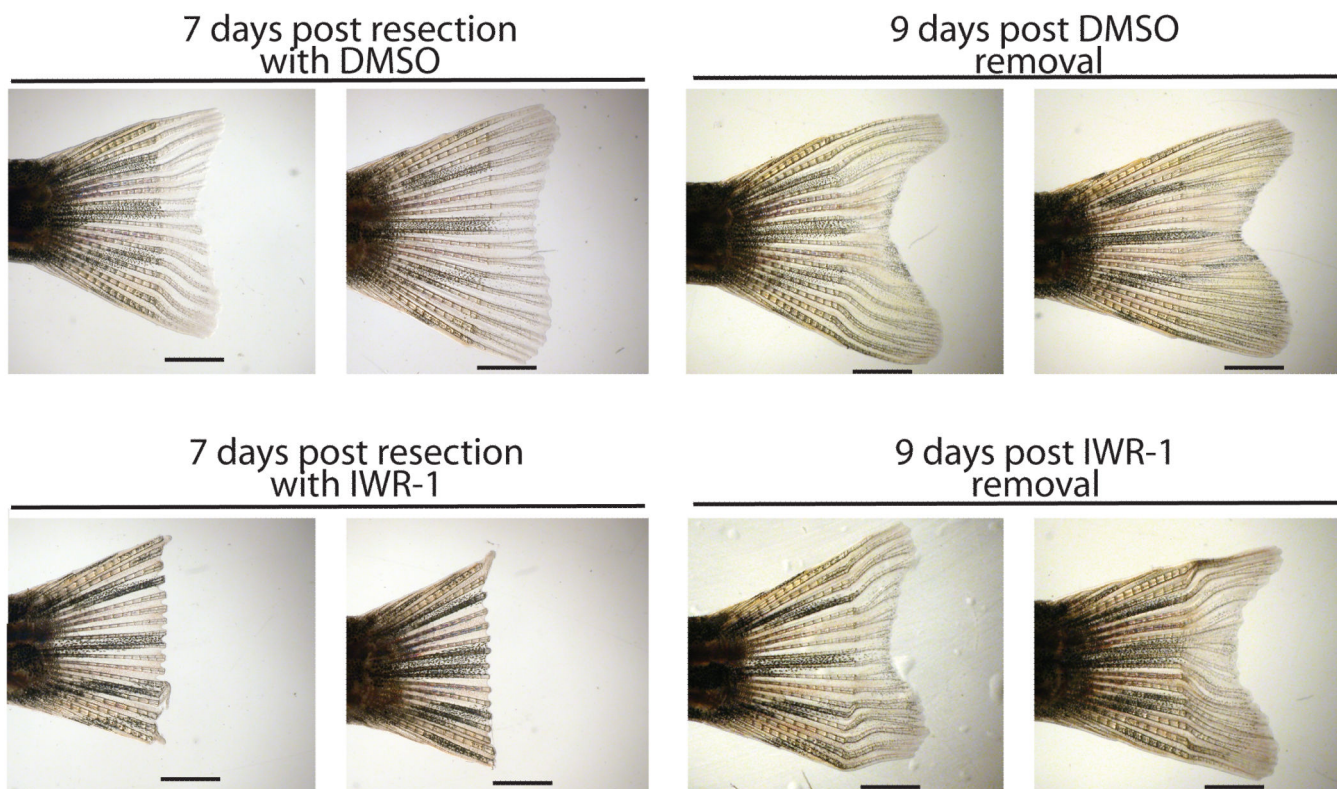 7 days post resection
with DMSO
9 days post DMSO
removal
7 days post resection
with IWR-1
9 days post IWR-1
removal